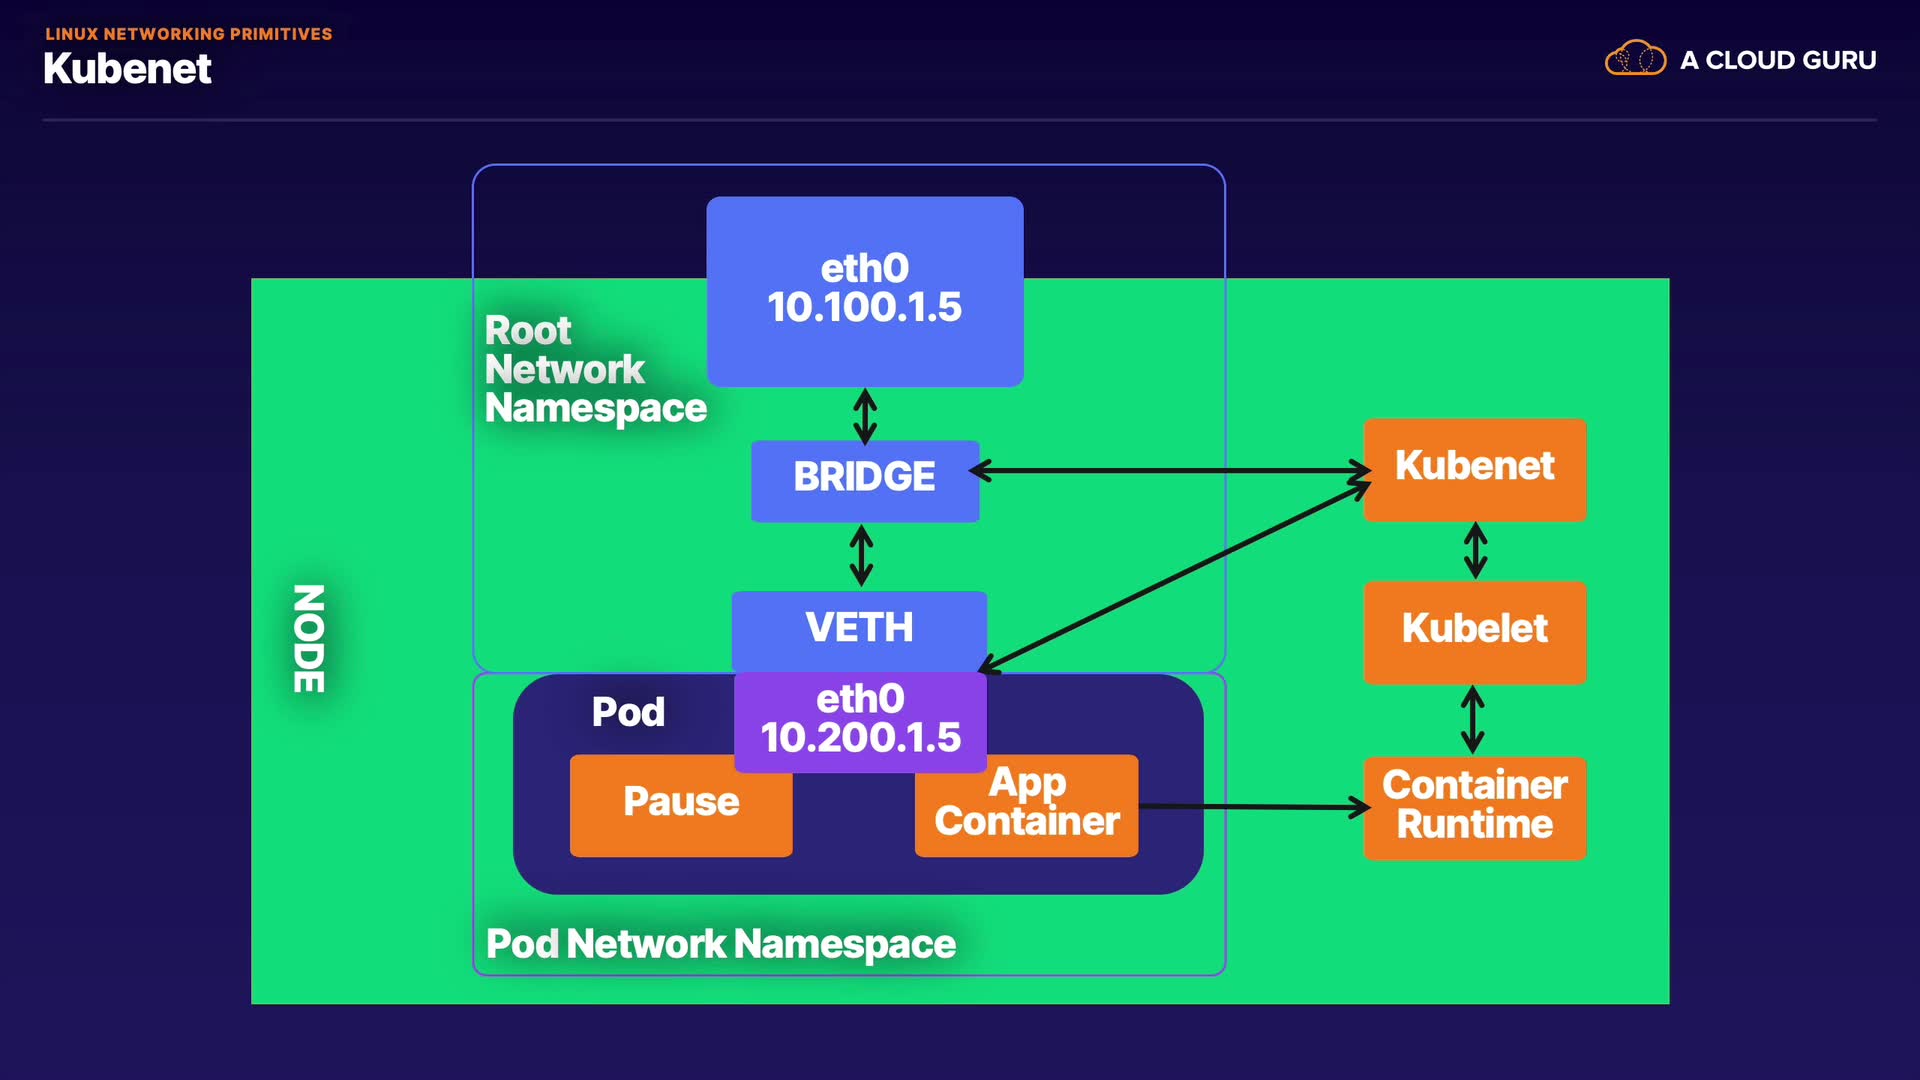 LINUX NETWORKING PRIMITIVES
Kubenet
A CLOUD GURU
eth0
10.100.1.5
Root
Network
Namespace
BRIDGE
Kubenet
NODE
VETH
Kubelet
Pod
eth0
10.200.1.5
Pause
App
Container
Container
Runtime
Pod Network Namespace